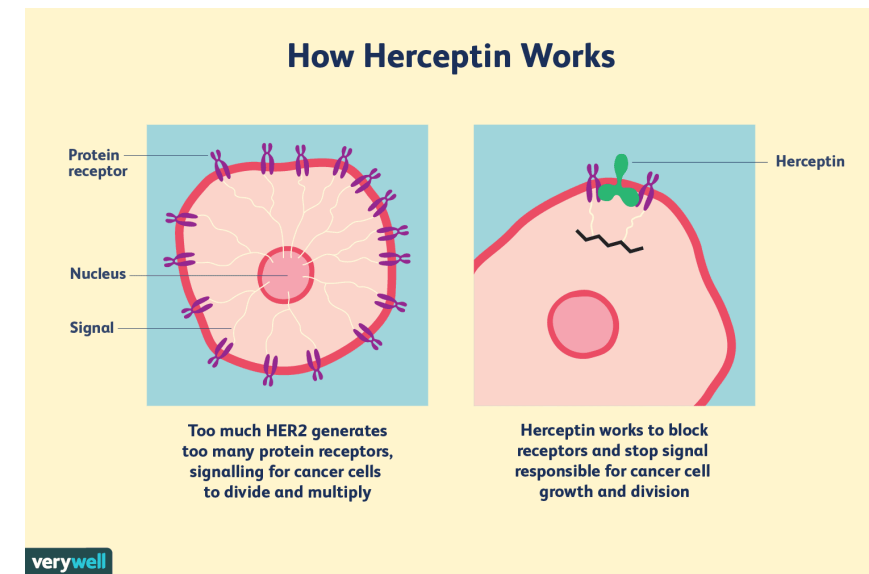 How Herceptin Works
Protein
receptor
Nucleus
Signal
Herceptin
Too much HER2 generates
too many protein receptors,
signalling for cancer cells
to divide and multiply
Herceptin works to block
receptors and stop signal
responsible for cancer cell
growth and division
verywell